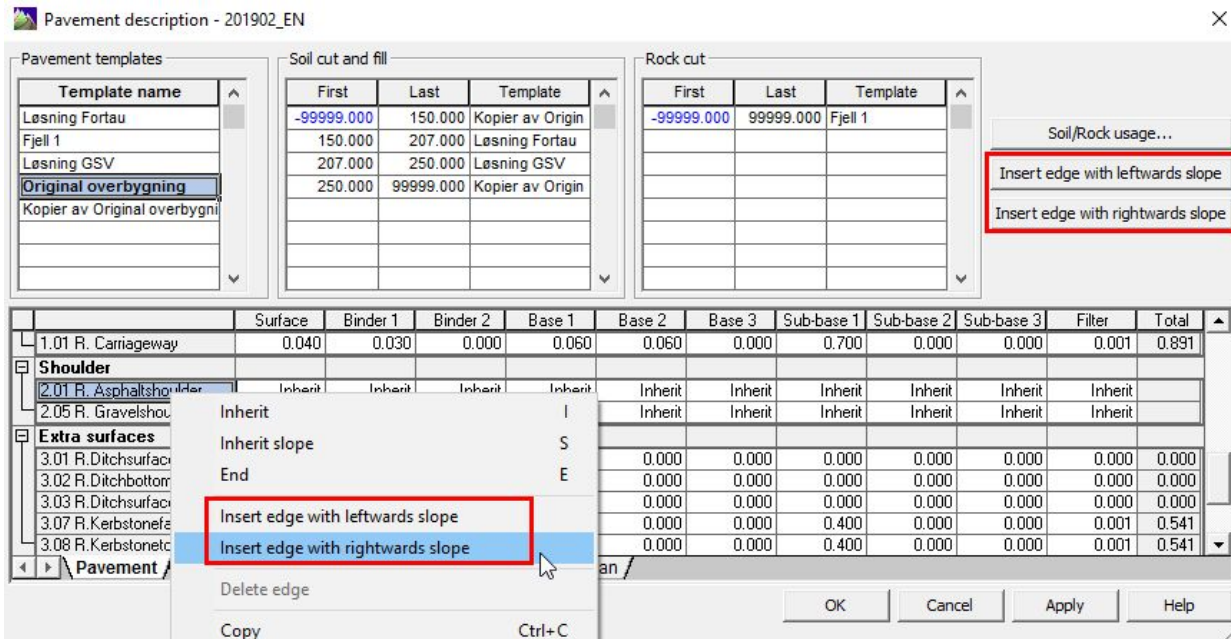 Pavement description - 201902_EN
Pavement templates
Template name
Løsning Fortau
Fjell 1
Løsning GSV
Original overbygning
Kopier av Original overbygni
Soil cut and fill
First Last Template
-99999.000 150.000 Kopier av Origin
150.000 207.000 Løsning Fortau
207.000 250.000 Løsning GSV
250.000 99999.000 Kopier av Origin
Rock cut
First Last Template
-99999.000 99999.000 Fjell 1
Soil/Rock usage...
Insert edge with leftwards slope
Insert edge with rightwards slope
Surface Binder 1 Binder 2 Base 1 Base 2 Base 3 Sub-base 1 Sub-base 2 Sub-base 3 Filter Total
1.01 R. Carriageway 0.040 0.030 0.000 0.060 0.060 0.000 0.700 0.000 0.000 0.001 0.891
Shoulder
2.01 R. Asphaltshoulder Inherit Inherit Inherit Inherit Inherit Inherit Inherit Inherit Inherit Inherit
2.05 R. Gravelshou Inherit Inherit Inherit Inherit Inherit Inherit
Extra surfaces
3.01 R.Ditchsurfac 0.000 0.000 0.000 0.000 0.000 0.000 0.000
3.02 R.Ditchbottom 0.000 0.000 0.000 0.000 0.000 0.000 0.000
3.03 R.Ditchsurfac 0.000 0.000 0.000 0.000 0.000 0.000 0.000
3.07 R.Kerbstonefa 0.000 0.000 0.400 0.000 0.000 0.001 0.541
3.08 R.Kerbstoneto 0.000 0.000 0.400 0.000 0.000 0.001 0.541
Inherit I
Inherit slope S
End E
Insert edge with leftwards slope
Insert edge with rightwards slope
Delete edge
Copy Ctrl+C
Pavement an
OK Cancel Apply Help